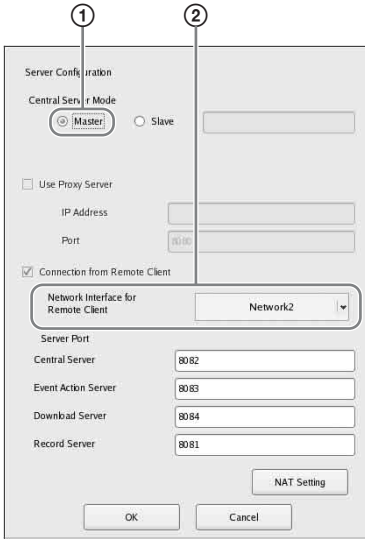 ① ②
Server Configuration
Central Server Mode
Master Slave
Use Proxy Server
IP Address
Port 8080
Connection from Remote Client
Network Interface for
Remote Client
Network2
Server Port
Central Server 8082
Event Action Server 8083
Download Server 8084
Record Server 8081
NAT Setting
OK Cancel